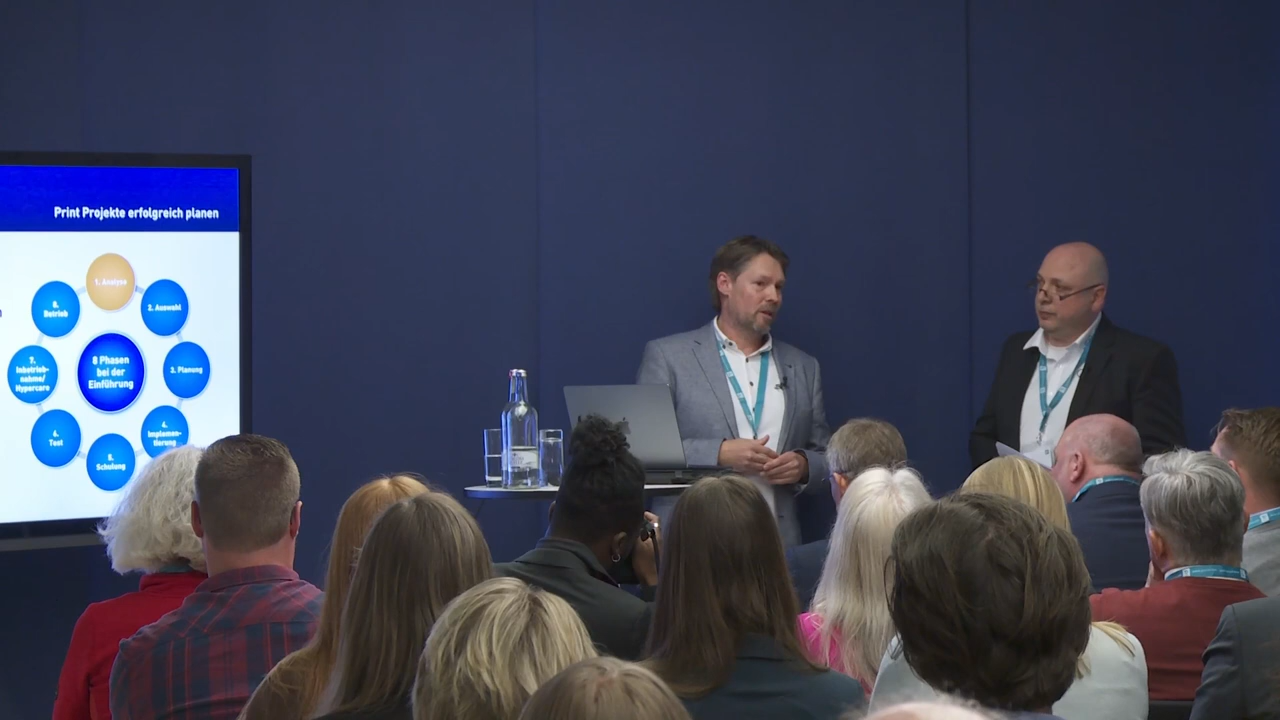 Print Projekte erfolgreich planen
1. Analyse
8.
Betrieb
2. Auswahl
8 Phasen
bei der
Einführung
7.
Inbetrieb-
nahme/
Hypercare
3. Planung
6.
Test
4.
Implemen-
tierung
5.
Schulung